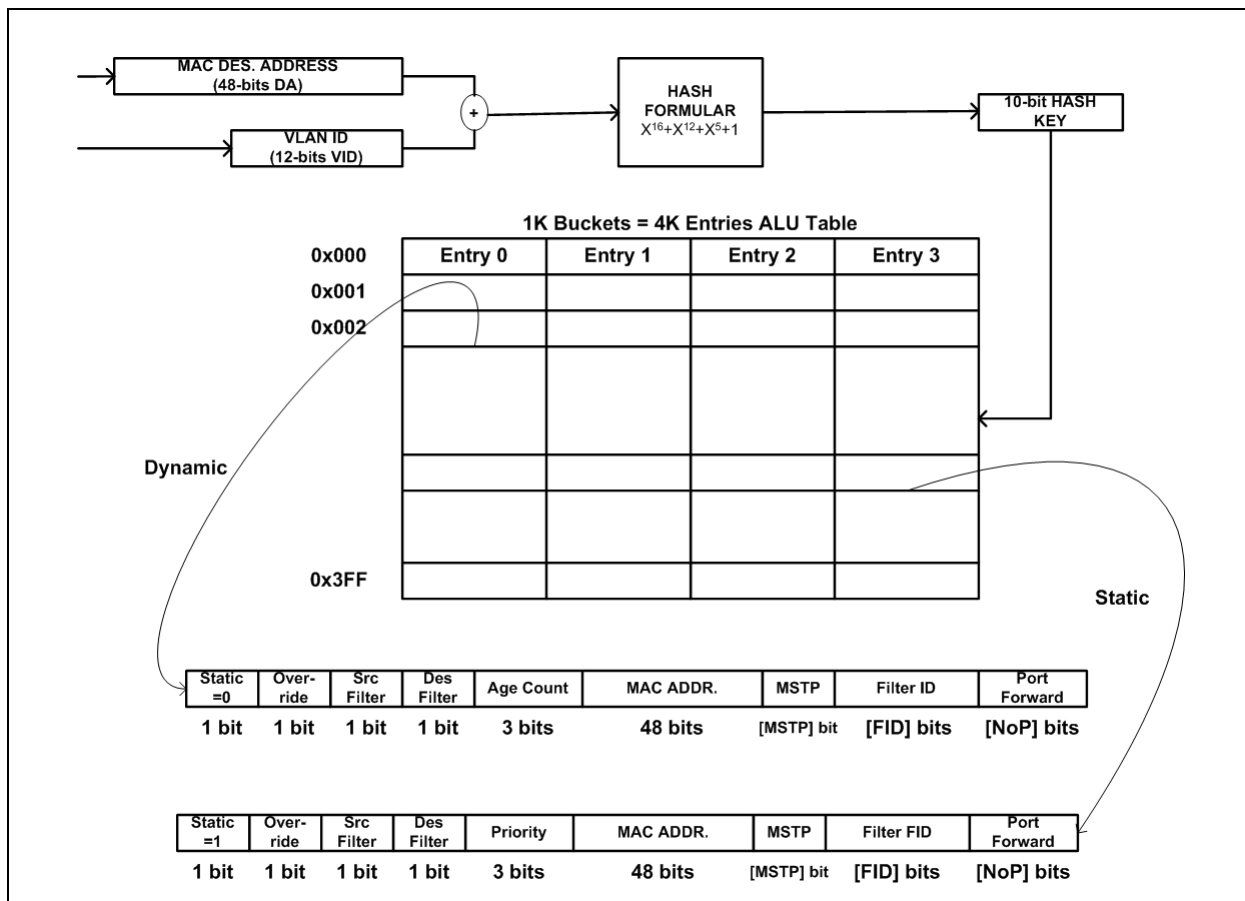 MAC DES. ADDRESS
(48-bits DA)
HASH
FORMULAR
X16+X12+X5+1
10-bit HASH
KEY
+
VLAN ID
(12-bits VID)
1K Buckets = 4K Entries ALU Table
0x000 Entry 0 Entry 1 Entry 2 Entry 3
0x001
0x002
Dynamic
0x3FF
Static
Static
=0
Over-
ride
Src
Filter
Des
Filter
Age Count
MAC ADDR.
MSTP
Filter ID
Port
Forward
1 bit 1 bit 1 bit 1 bit 3 bits 48 bits [MSTP] bit [FID] bits [NoP] bits
Static
=1
Over-
ride
Src
Filter
Des
Filter
Priority
MAC ADDR.
MSTP
Filter FID
Port
Forward
1 bit 1 bit 1 bit 1 bit 3 bits 48 bits [MSTP] bit [FID] bits [NoP] bits